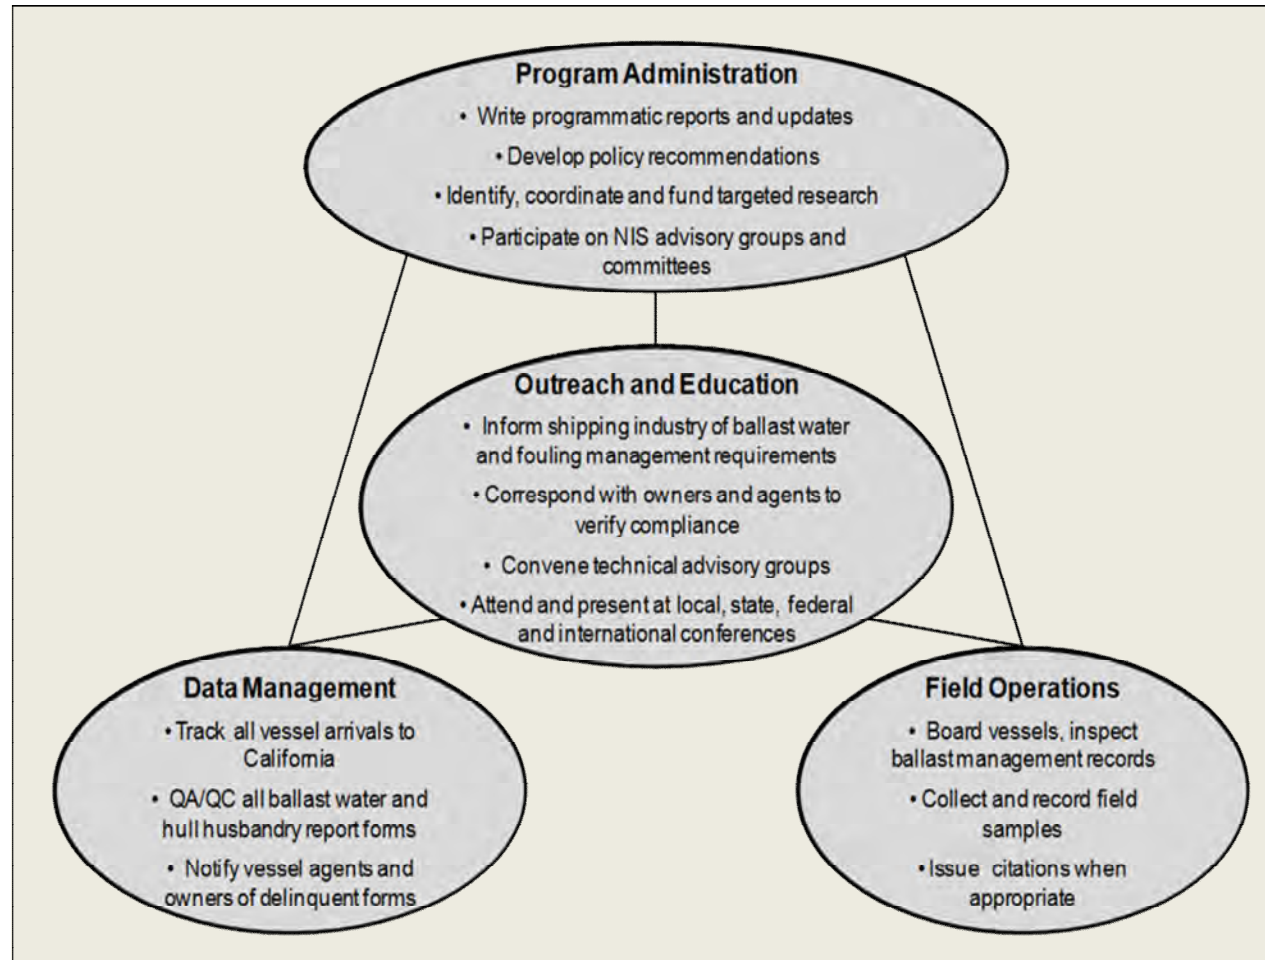 Program Administration
• Write programmatic reports and updates
• Develop policy recommendations
• Identify, coordinate and fund targeted research
• Participate on NIS advisory groups and
committees
Outreach and Education
• Inform shipping industry of ballast water
and fouling management requirements
• Correspond with owners and agents to
verify compliance
• Convene technical advisory groups
• Attend and present at local, state, federal
and international conferences
Data Management
• Track all vessel arrivals to
California
• QA/QC all ballast water and
hull husbandry report forms
• Notify vessel agents and
owners of delinquent forms
Field Operations
• Board vessels, inspect
ballast management records
• Collect and record field
samples
• Issue citations when
appropriate